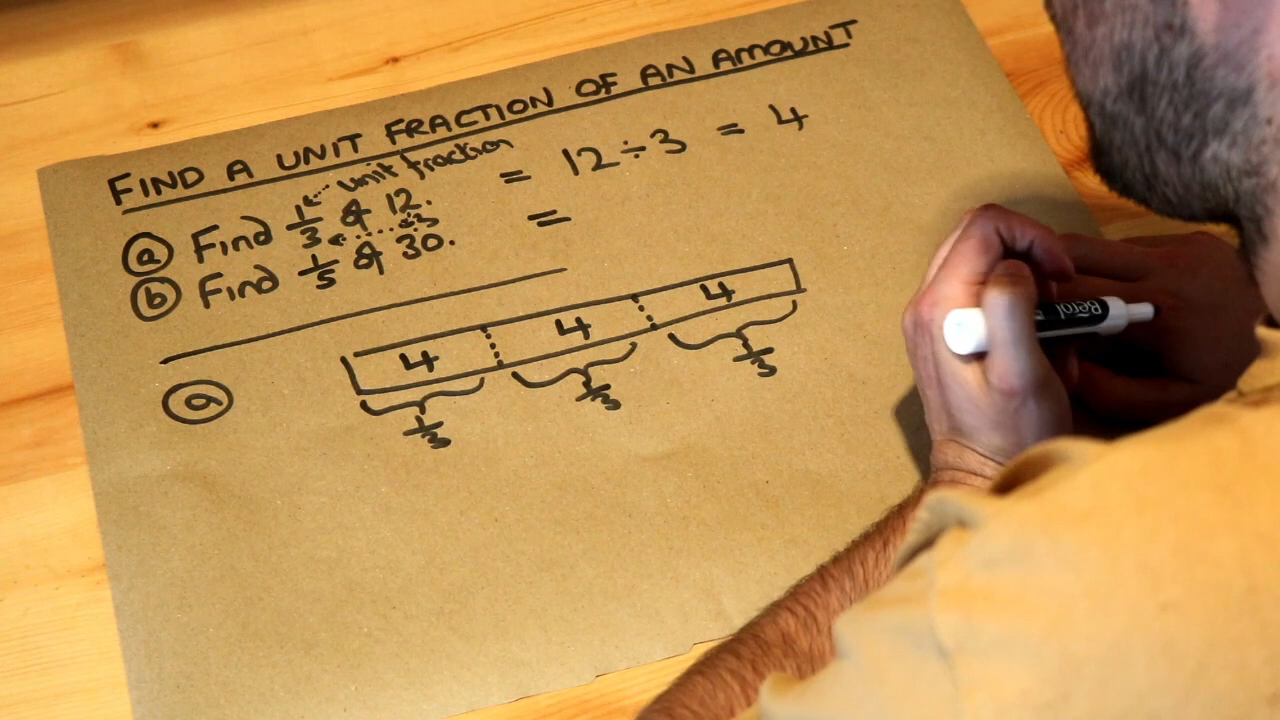 FIND A UNIT FRACTION OF AN AMOUNT
unit fraction
a Find 1/3 of 12. = 12 ÷ 3 = 4
÷3
b Find 1/5 of 30. =
a 4 4 4
1/3 1/3 1/3
Berol